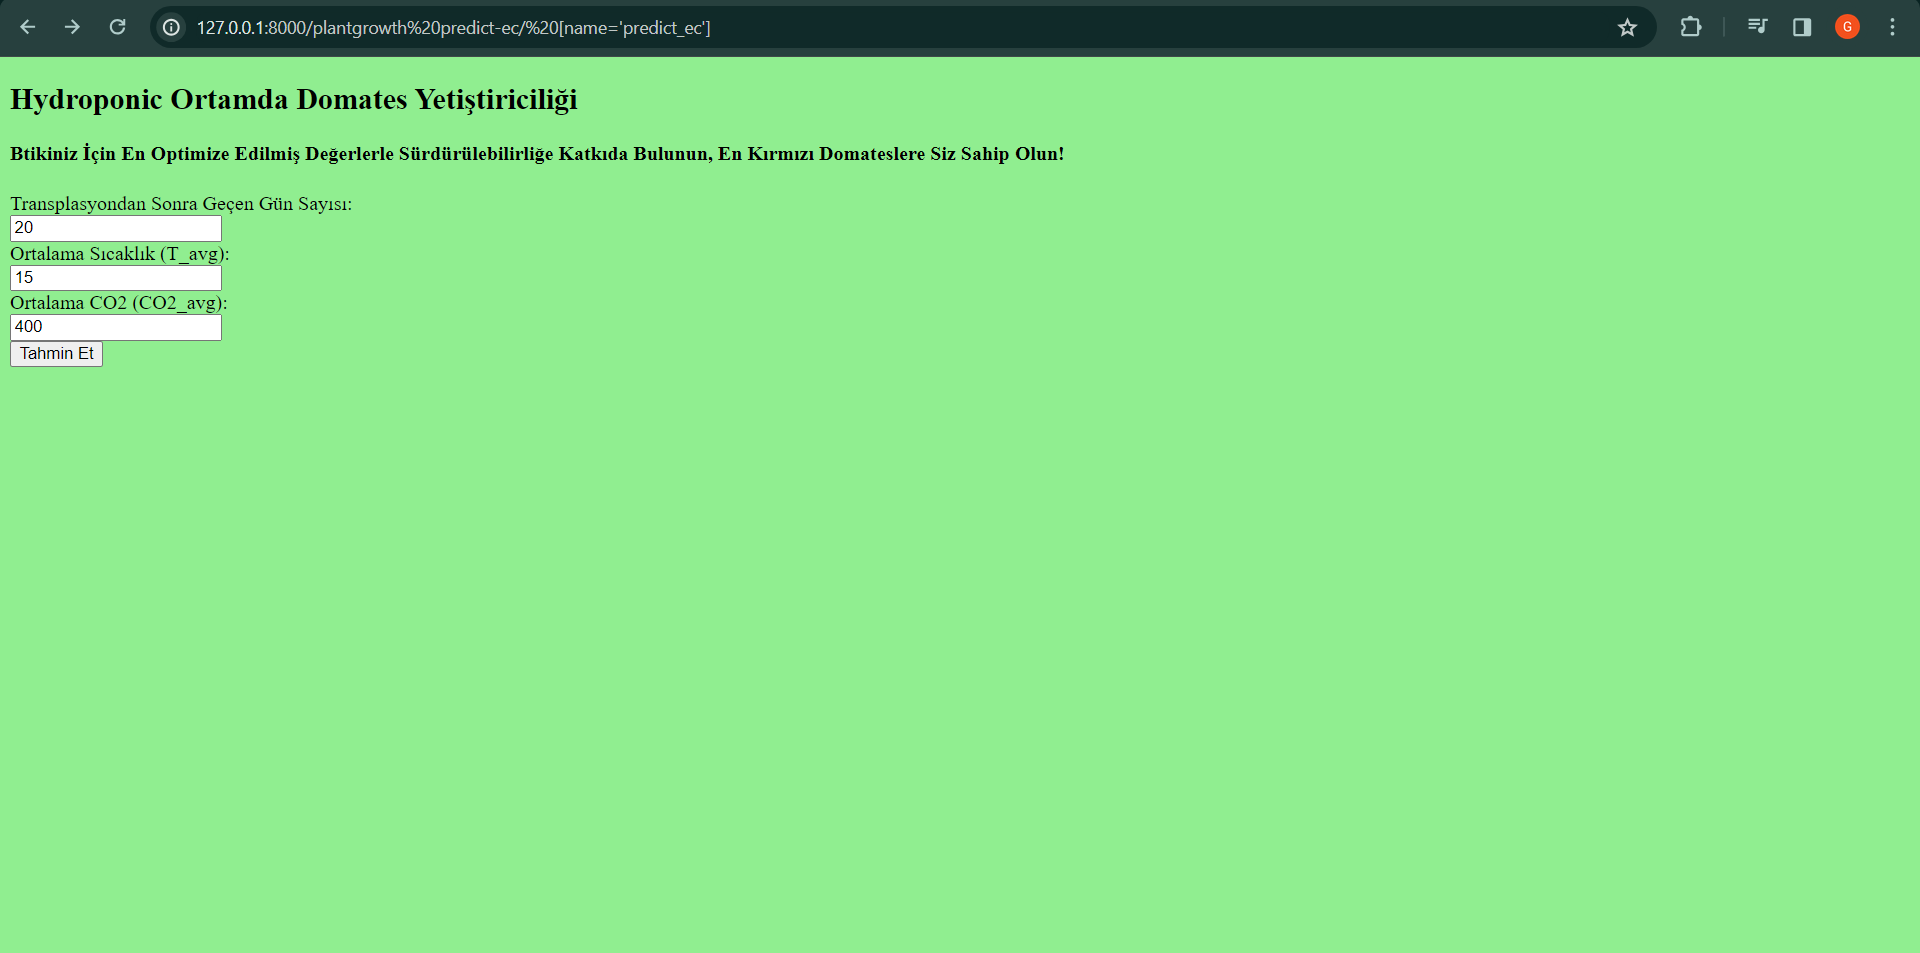 127.0.0.1:8000/plantgrowth%20predict-ec/%20[name='predict_ec']
G
Hydroponic Ortamda Domates Yetiştiriciliği
Btikiniz İçin En Optimize Edilmiş Değerlerle Sürdürülebilirliğe Katkıda Bulunun, En Kırmızı Domateslere Siz Sahip Olun!
Transplasyondan Sonra Geçen Gün Sayısı:
20
Ortalama Sıcaklık (T_avg):
15
Ortalama CO2 (CO2_avg):
400
Tahmin Et